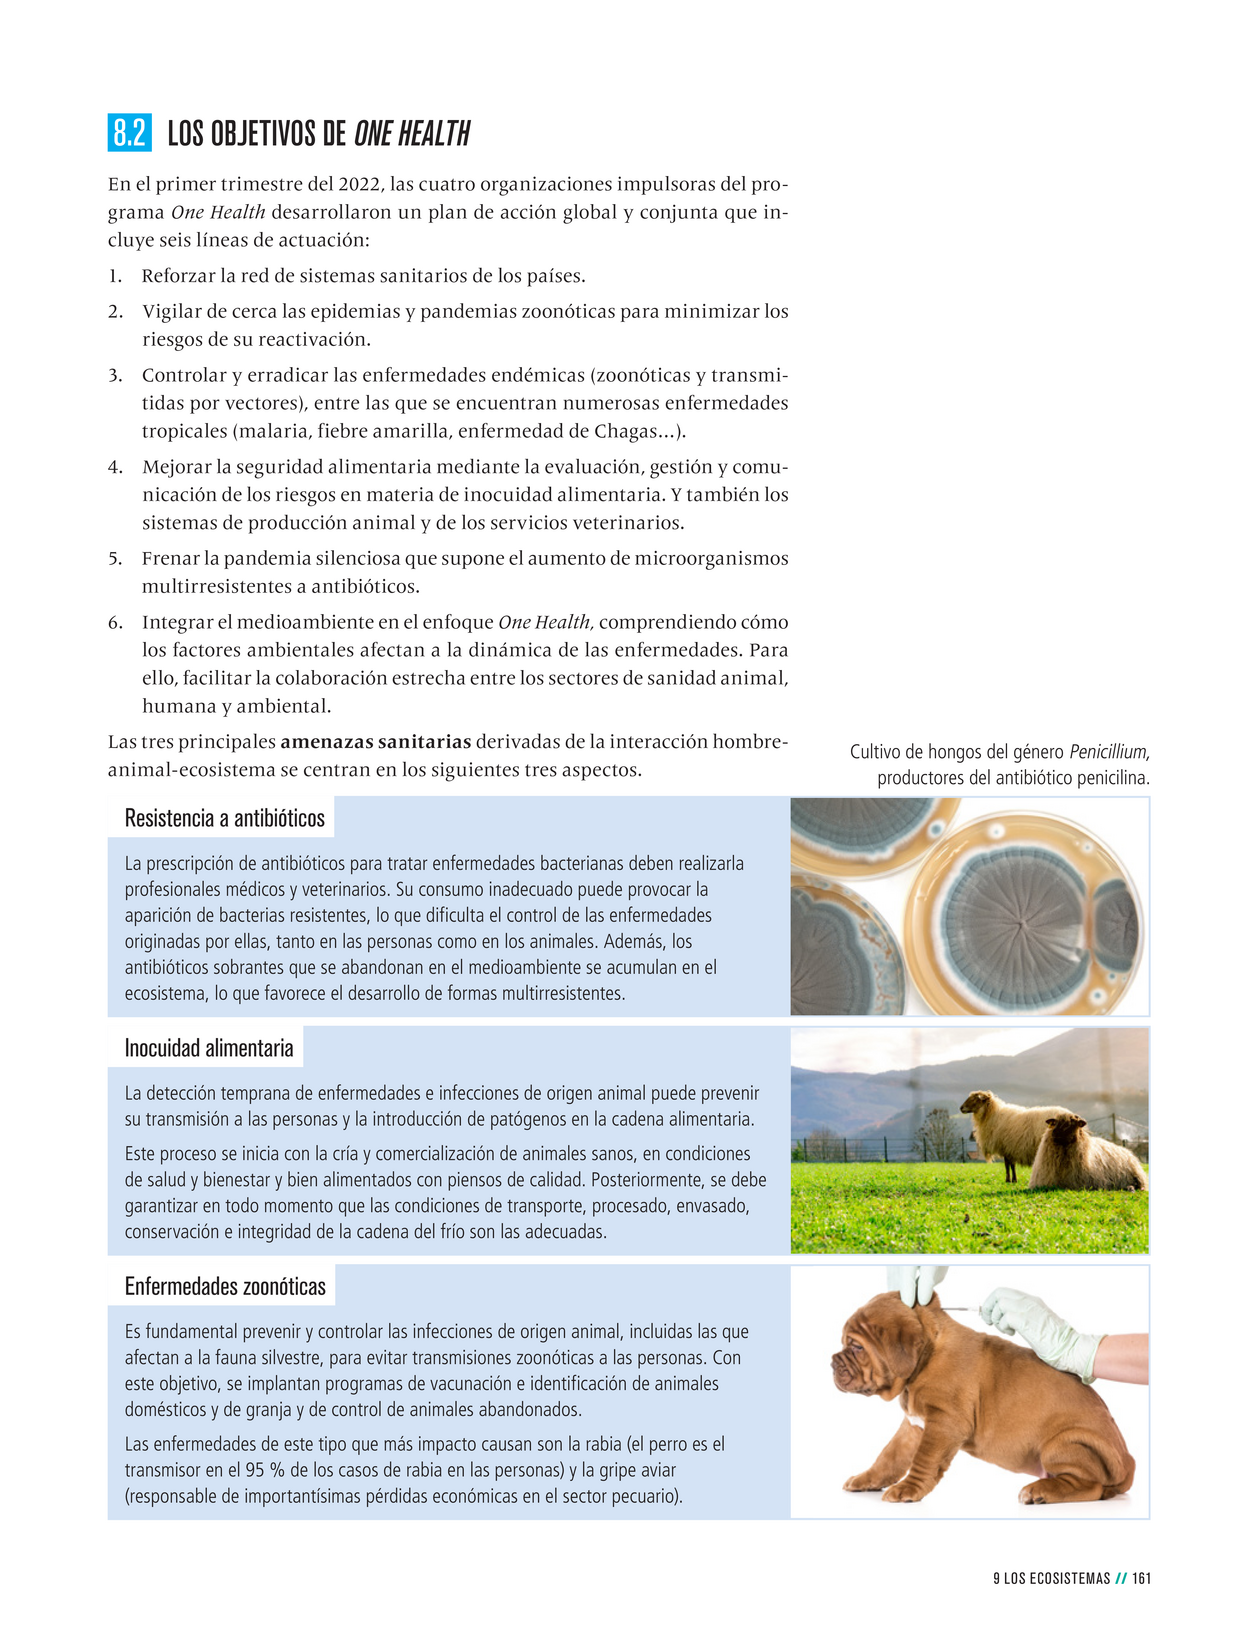 8.2 LOS OBJETIVOS DE ONE HEALTH
En el primer trimestre del 2022, las cuatro organizaciones impulsoras del pro-
grama One Health desarrollaron un plan de acción global y conjunta que in-
cluye seis líneas de actuación:
1. Reforzar la red de sistemas sanitarios de los países.
2. Vigilar de cerca las epidemias y pandemias zoonóticas para minimizar los
riesgos de su reactivación.
3. Controlar y erradicar las enfermedades endémicas (zoonóticas y transmi-
tidas por vectores), entre las que se encuentran numerosas enfermedades
tropicales (malaria, fiebre amarilla, enfermedad de Chagas...).
4. Mejorar la seguridad alimentaria mediante la evaluación, gestión y comu-
nicación de los riesgos en materia de inocuidad alimentaria. Y también los
sistemas de producción animal y de los servicios veterinarios.
5. Frenar la pandemia silenciosa que supone el aumento de microorganismos
multirresistentes a antibióticos.
6. Integrar el medioambiente en el enfoque One Health, comprendiendo cómo
los factores ambientales afectan a la dinámica de las enfermedades. Para
ello, facilitar la colaboración estrecha entre los sectores de sanidad animal,
humana y ambiental.
Las tres principales amenazas sanitarias derivadas de la interacción hombre-
animal-ecosistema se centran en los siguientes tres aspectos.
Cultivo de hongos del género Penicillium,
productores del antibiótico penicilina.
Resistencia a antibióticos
La prescripción de antibióticos para tratar enfermedades bacterianas deben realizarla
profesionales médicos y veterinarios. Su consumo inadecuado puede provocar la
aparición de bacterias resistentes, lo que dificulta el control de las enfermedades
originadas por ellas, tanto en las personas como en los animales. Además, los
antibióticos sobrantes que se abandonan en el medioambiente se acumulan en el
ecosistema, lo que favorece el desarrollo de formas multirresistentes.
Inocuidad alimentaria
La detección temprana de enfermedades e infecciones de origen animal puede prevenir
su transmisión a las personas y la introducción de patógenos en la cadena alimentaria.
Este proceso se inicia con la cría y comercialización de animales sanos, en condiciones
de salud y bienestar y bien alimentados con piensos de calidad. Posteriormente, se debe
garantizar en todo momento que las condiciones de transporte, procesado, envasado,
conservación e integridad de la cadena del frío son las adecuadas.
Enfermedades zoonóticas
Es fundamental prevenir y controlar las infecciones de origen animal, incluidas las que
afectan a la fauna silvestre, para evitar transmisiones zoonóticas a las personas. Con
este objetivo, se implantan programas de vacunación e identificación de animales
domésticos y de granja y de control de animales abandonados.
Las enfermedades de este tipo que más impacto causan son la rabia (el perro es el
transmisor en el 95 % de los casos de rabia en las personas) y la gripe aviar
(responsable de importantísimas pérdidas económicas en el sector pecuario).
9 LOS ECOSISTEMAS // 161